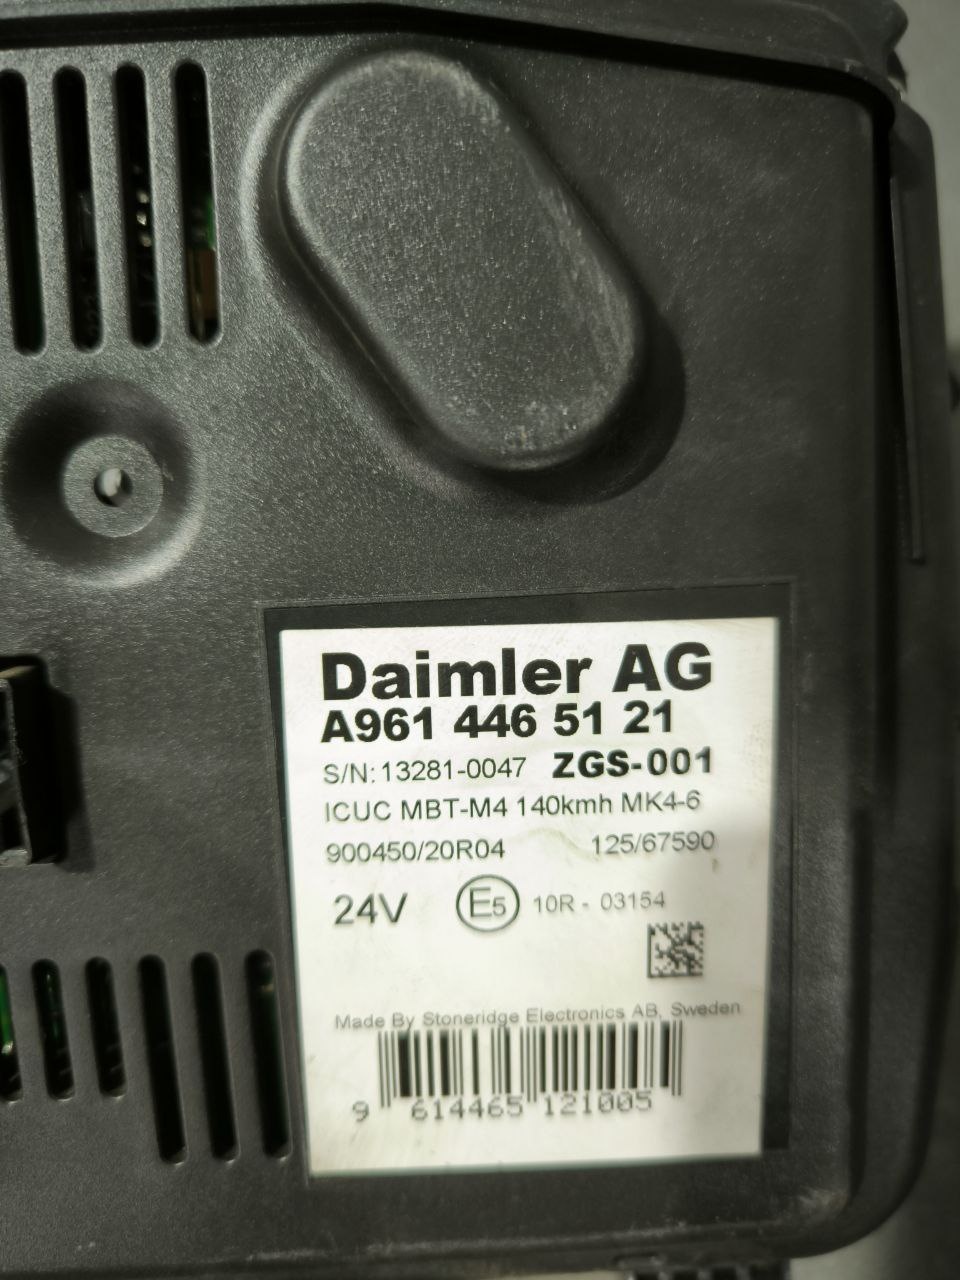 Daimler AG
A961 446 51 21
S/N: 13281-0047 ZGS-001
ICUC MBT-M4 140kmh MK4-6
900450/20R04 125/67590
24V E5 10R - 03154
Made By Stoneridge Electronics AB, Sweden
9 614465 121005